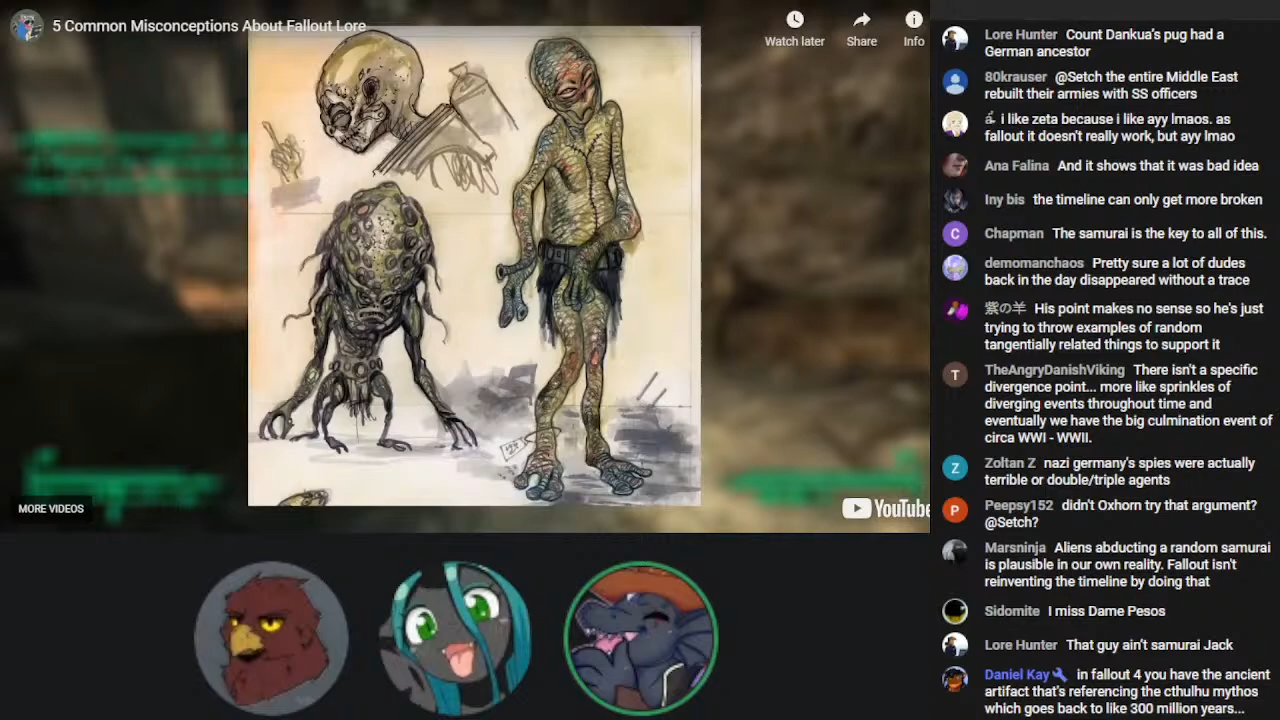 5 Common Misconceptions About Fallout Lore
Watch later
Share
Info
MORE VIDEOS
YouTube
Lore Hunter Count Dankua's pug had a
German ancestor
80krauser @Setch the entire Middle East
rebuilt their armies with SS officers
i like zeta because i like ayy lmaos. as
fallout it doesn't really work, but ayy lmao
Ana Falina And it shows that it was bad idea
Iny bis the timeline can only get more broken
C
Chapman The samurai is the key to all of this.
demomanchaos Pretty sure a lot of dudes
back in the day disappeared without a trace
紫の羊 His point makes no sense so he's just
trying to throw examples of random
tangentially related things to support it
T
TheAngryDanishViking There isn't a specific
divergence point... more like sprinkles of
diverging events throughout time and
eventually we have the big culmination event of
circa WWI - WWII.
Z
Zoltan Z nazi germany's spies were actually
terrible or double/triple agents
P
Peepsy152 didn't Oxhorn try that argument?
@Setch?
Marsninja Aliens abducting a random samurai
is plausible in our own reality. Fallout isn't
reinventing the timeline by doing that
Sidomite I miss Dame Pesos
Lore Hunter That guy ain't samurai Jack
Daniel Kay in fallout 4 you have the ancient
artifact that's referencing the cthulhu mythos
which goes back to like 300 million years...